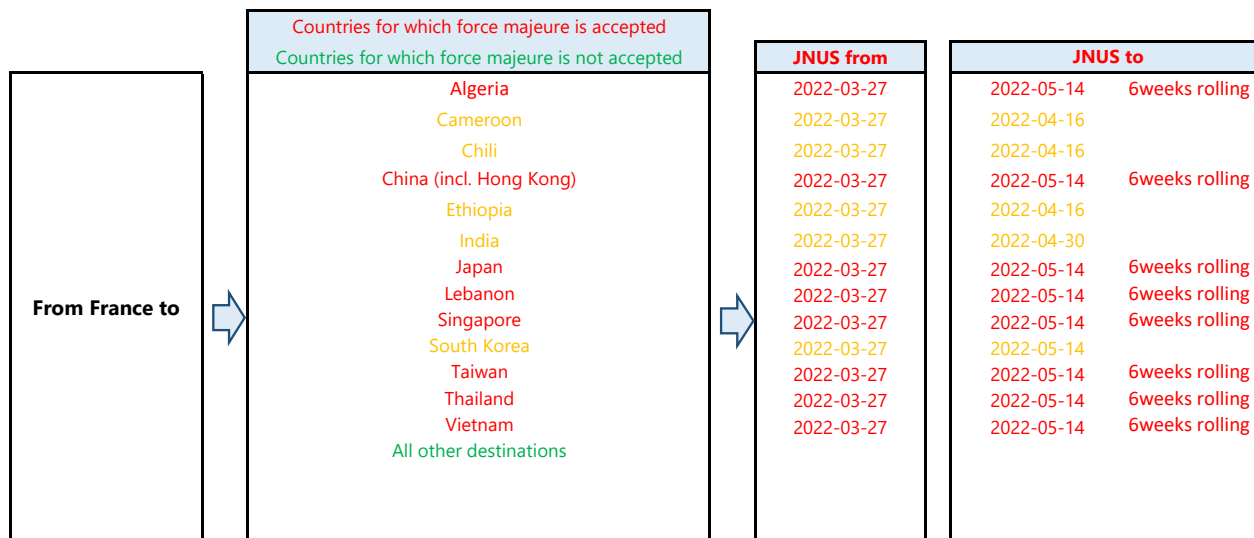 Countries for which force majeure is accepted
Countries for which force majeure is not accepted
JNUS from
JNUS to
From France to
Algeria 2022-03-27 2022-05-14 6weeks rolling
Cameroon 2022-03-27 2022-04-16
Chili 2022-03-27 2022-04-16
China (incl. Hong Kong) 2022-03-27 2022-05-14 6weeks rolling
Ethiopia 2022-03-27 2022-04-16
India 2022-03-27 2022-04-30
Japan 2022-03-27 2022-05-14 6weeks rolling
Lebanon 2022-03-27 2022-05-14 6weeks rolling
Singapore 2022-03-27 2022-05-14 6weeks rolling
South Korea 2022-03-27 2022-05-14
Taiwan 2022-03-27 2022-05-14 6weeks rolling
Thailand 2022-03-27 2022-05-14 6weeks rolling
Vietnam 2022-03-27 2022-05-14 6weeks rolling
All other destinations